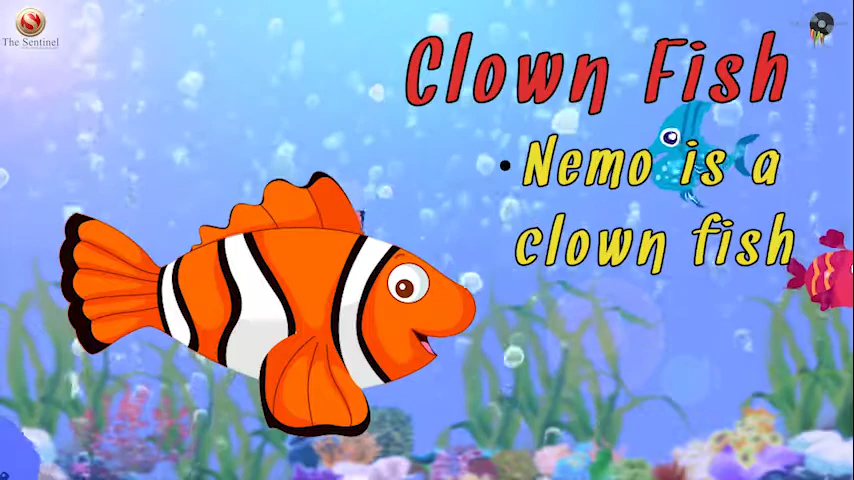 The Sentinel
Clown Fish
• Nemo is a
clown fish